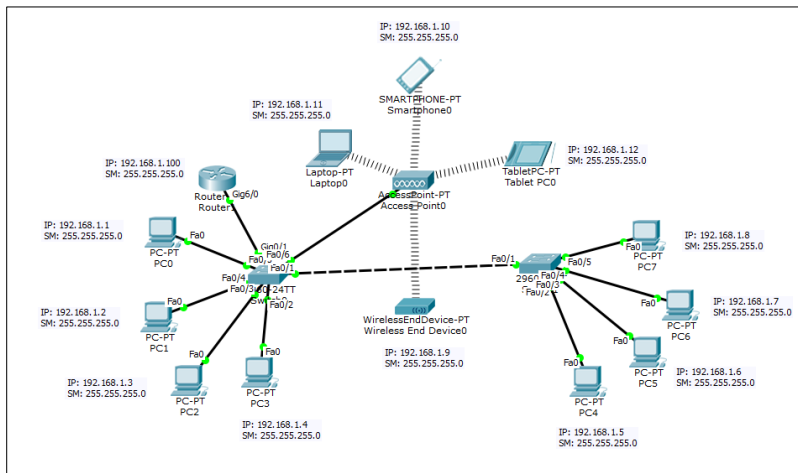 IP: 192.168.1.10
SM: 255.255.255.0
SMARTPHONE-PT
Smartphone0
IP: 192.168.1.11
SM: 255.255.255.0
Laptop-PT
Laptop0
IP: 192.168.1.12
SM: 255.255.255.0
TabletPC-PT
Tablet PC0
IP: 192.168.1.100
SM: 255.255.255.0
Gig6/0
AccessPoint-PT
Access Point0
IP: 192.168.1.1
SM: 255.255.255.0
Fa0
PC-PT
PC0
Gig0/1
Fa0/6
Fa0/1
Fa0/4
Fa0/3
Fa0/2
Fa0/1
Fa0/5
Fa0/4
Fa0/3
Fa0
PC-PT
PC7
IP: 192.168.1.8
SM: 255.255.255.0
IP: 192.168.1.2
SM: 255.255.255.0
Fa0
PC-PT
PC1
WirelessEndDevice-PT
Wireless End Device0
IP: 192.168.1.9
SM: 255.255.255.0
Fa0
PC-PT
PC6
IP: 192.168.1.7
SM: 255.255.255.0
IP: 192.168.1.3
SM: 255.255.255.0
Fa0
PC-PT
PC2
Fa0
PC-PT
PC3
IP: 192.168.1.4
SM: 255.255.255.0
Fa0
PC-PT
PC5
IP: 192.168.1.6
SM: 255.255.255.0
Fa0
PC-PT
PC4
IP: 192.168.1.5
SM: 255.255.255.0